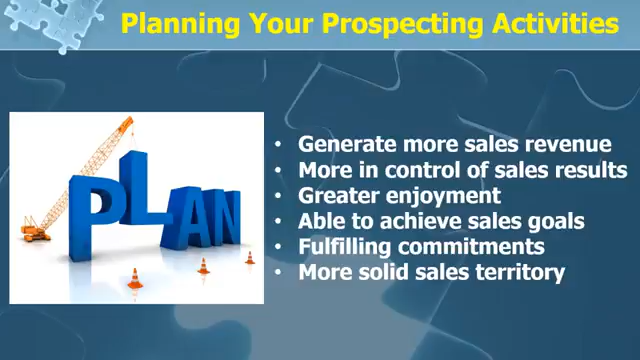 Planning Your Prospecting Activities
PLAN
• Generate more sales revenue
• More in control of sales results
• Greater enjoyment
• Able to achieve sales goals
• Fulfilling commitments
• More solid sales territory